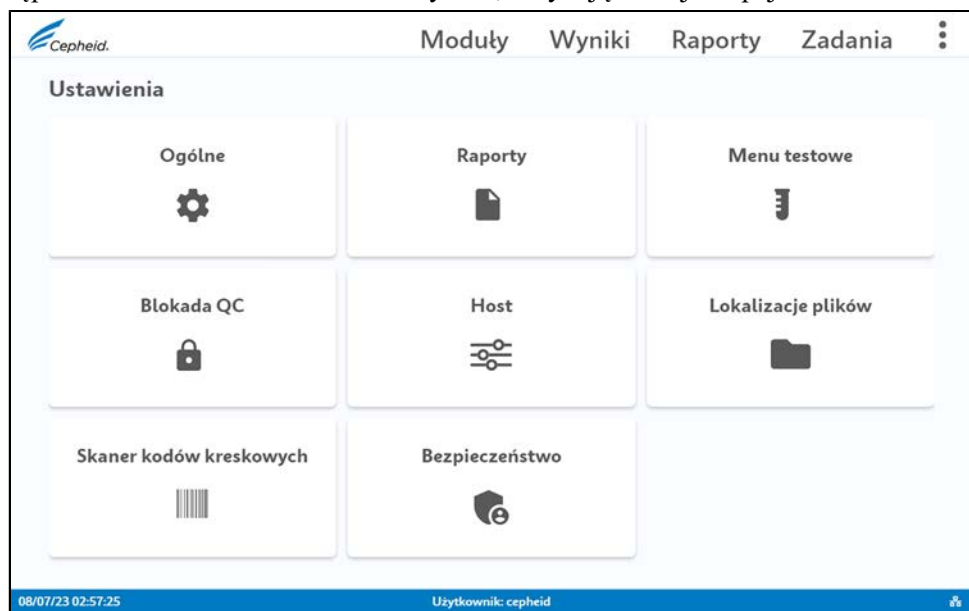 Cepheid.
Moduły Wyniki Raporty Zadania
Ustawienia
Ogólne Raporty Menu testowe
Blokada QC Host Lokalizacje plików
Skaner kodów kreskowych Bezpieczeństwo
08/07/23 02:57:25 Użytkownik: cepheid